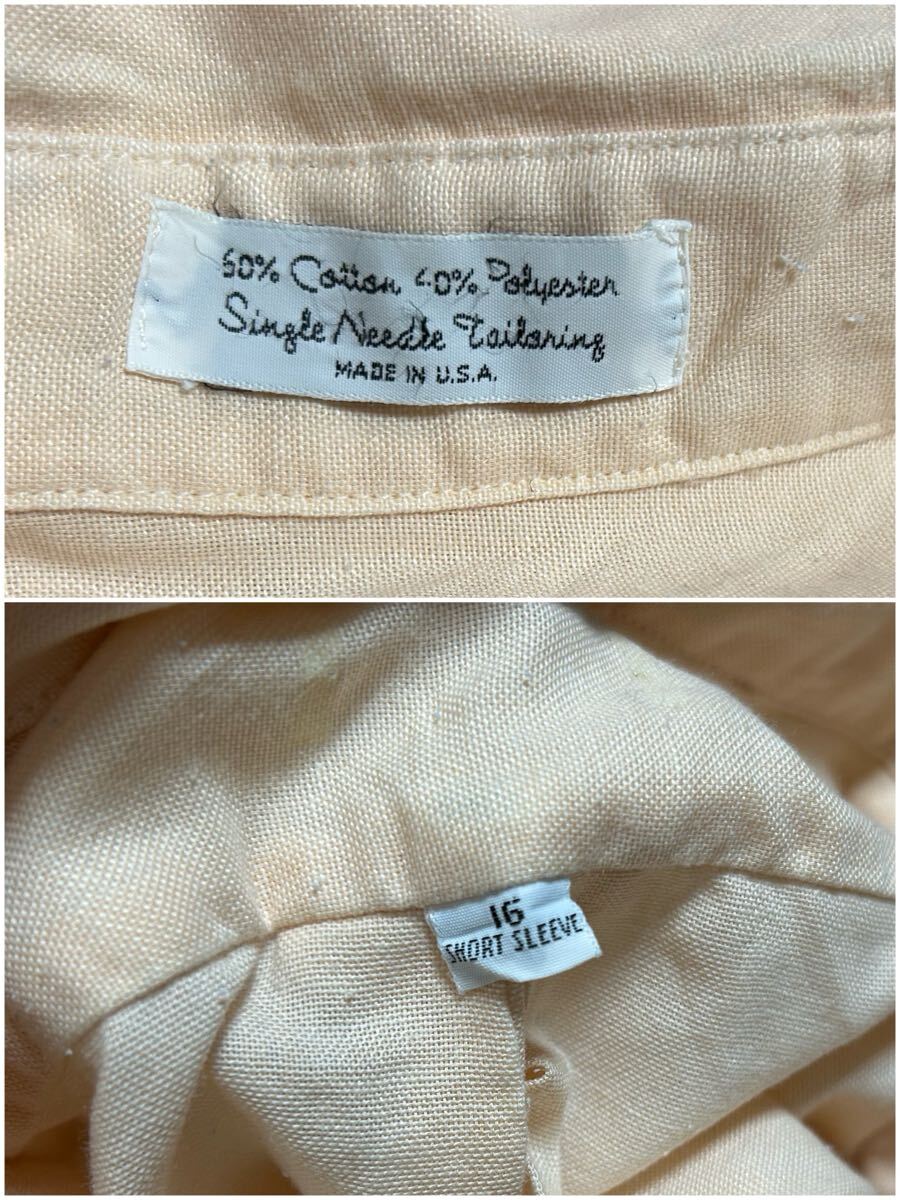 60% Cotton 40% Polyester
Single Needle Tailoring
MADE IN U.S.A.
16
SHORT SLEEVE